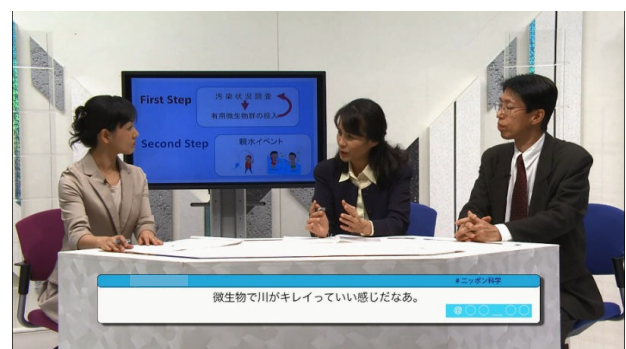 First Step
汚染状況調査
有用微生物群の投入
Second Step
親水イベント
#ニッポン科学
微生物で川がキレイっていい感じだなあ。
@○○__○○